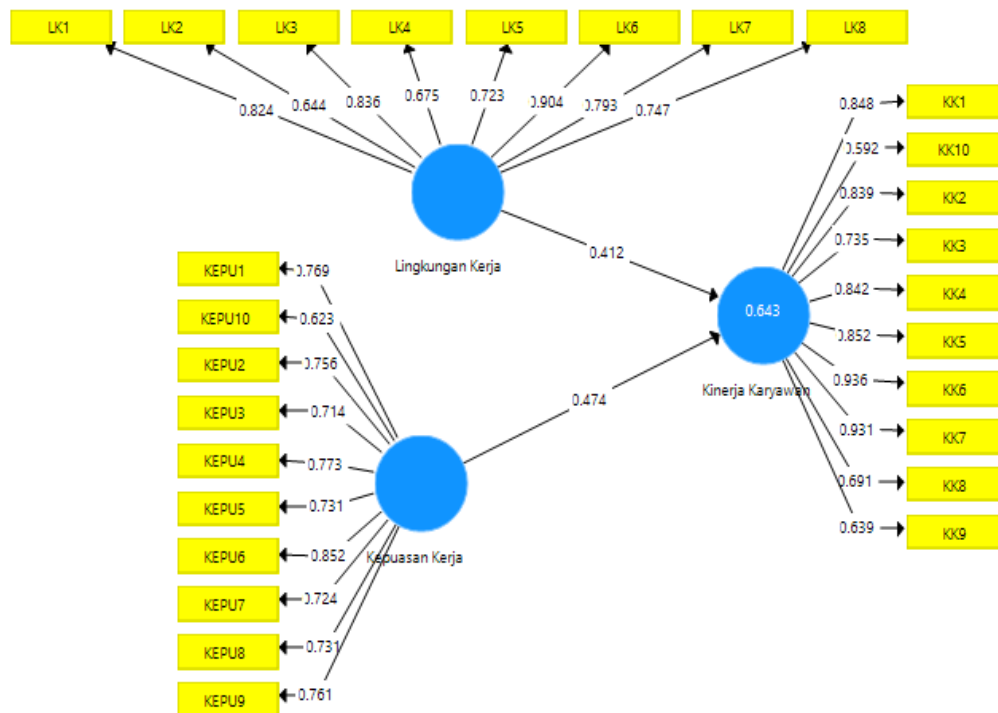 LK1
LK2
LK3
LK4
LK5
LK6
LK7
LK8
0.824
0.644
0.836
0.675
0.723
0.904
0.793
0.747
Lingkungan Kerja
0.412
KEPU1
KEPU10
KEPU2
KEPU3
KEPU4
KEPU5
KEPU6
KEPU7
KEPU8
KEPU9
0.769
0.623
0.756
0.714
0.773
0.731
0.852
0.724
0.731
0.761
Kepuasan Kerja
0.474
0.643
Kinerja Karyawan
0.848
0.592
0.839
0.735
0.842
0.852
0.936
0.931
0.691
0.639
KK1
KK10
KK2
KK3
KK4
KK5
KK6
KK7
KK8
KK9